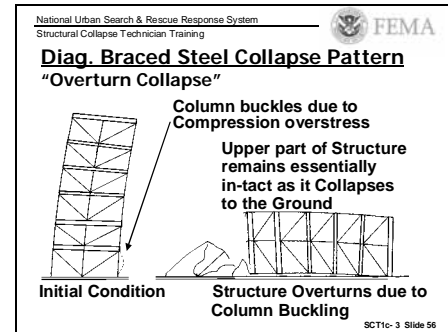 National Urban Search & Rescue Response System
Structural Collapse Technician Training
FEMA
Diag. Braced Steel Collapse Pattern
“Overturn Collapse”
Column buckles due to
Compression overstress
Upper part of Structure
remains essentially
in-tact as it Collapses
to the Ground
Initial Condition
Structure Overturns due to
Column Buckling
SCT1c- 3 Slide 56